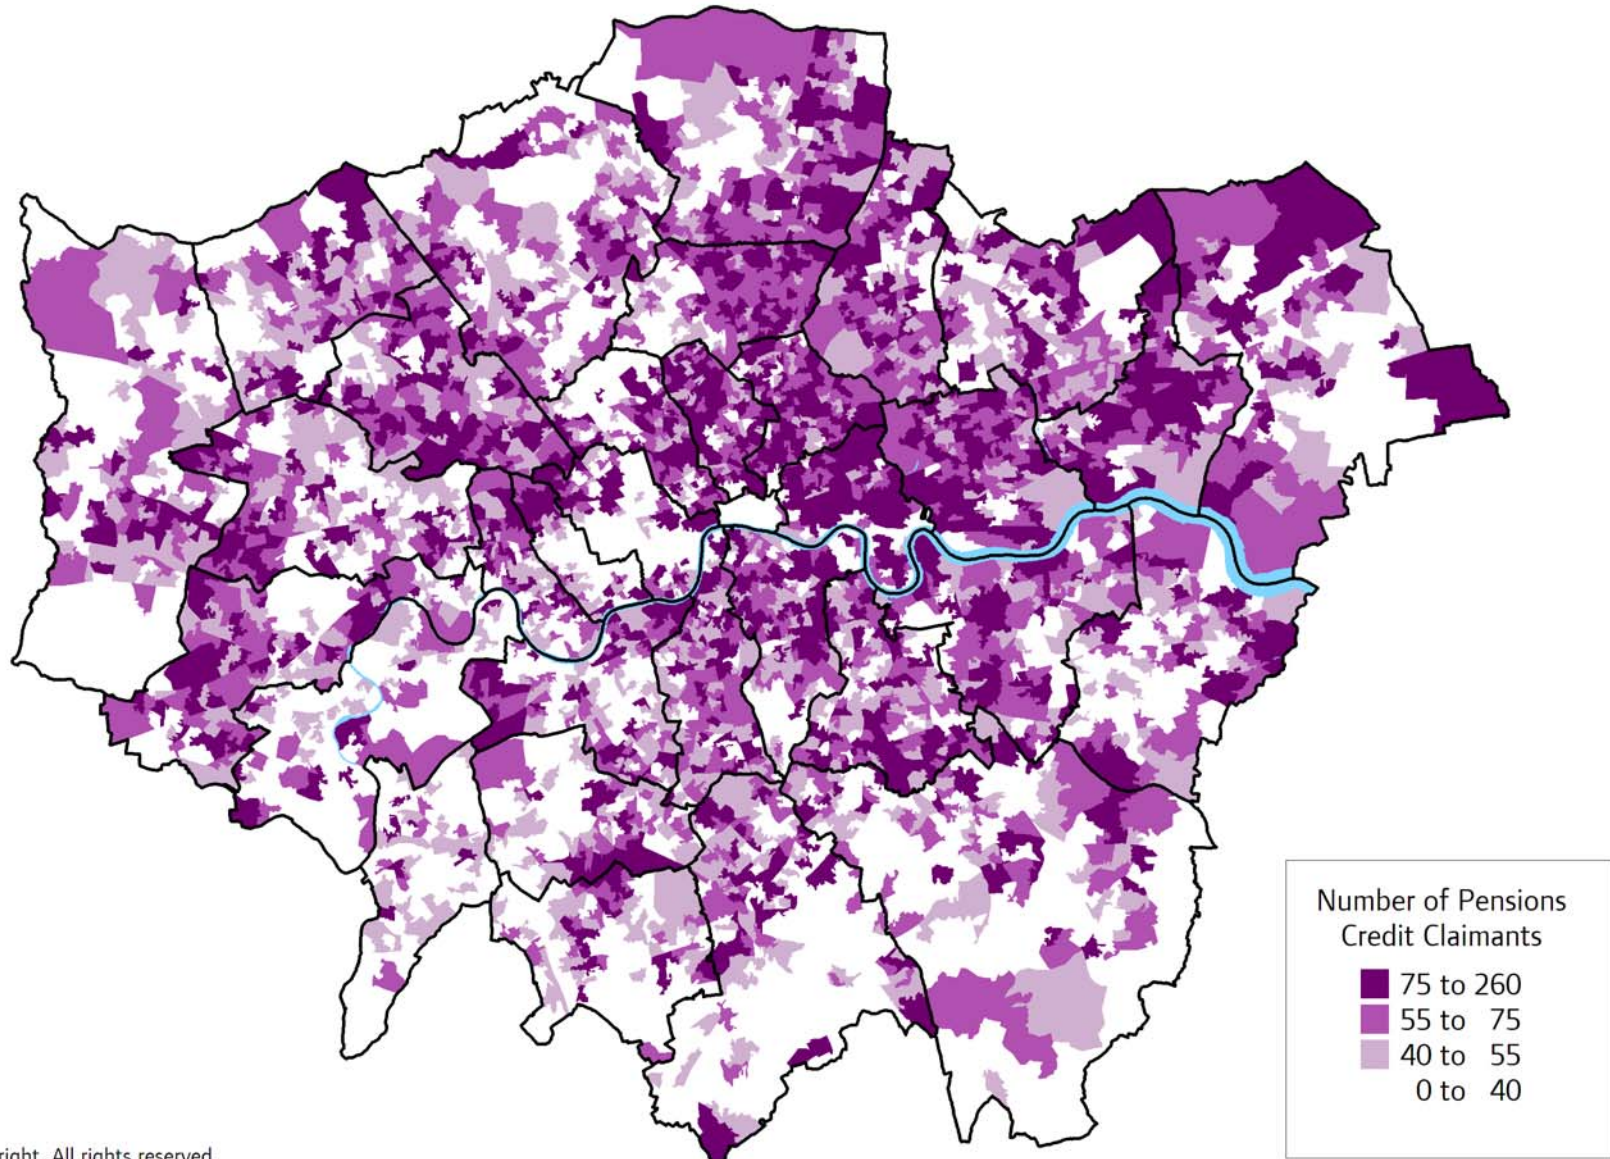 Number of Pensions
Credit Claimants
75 to 260
55 to 75
40 to 55
0 to 40
right. All rights reserved